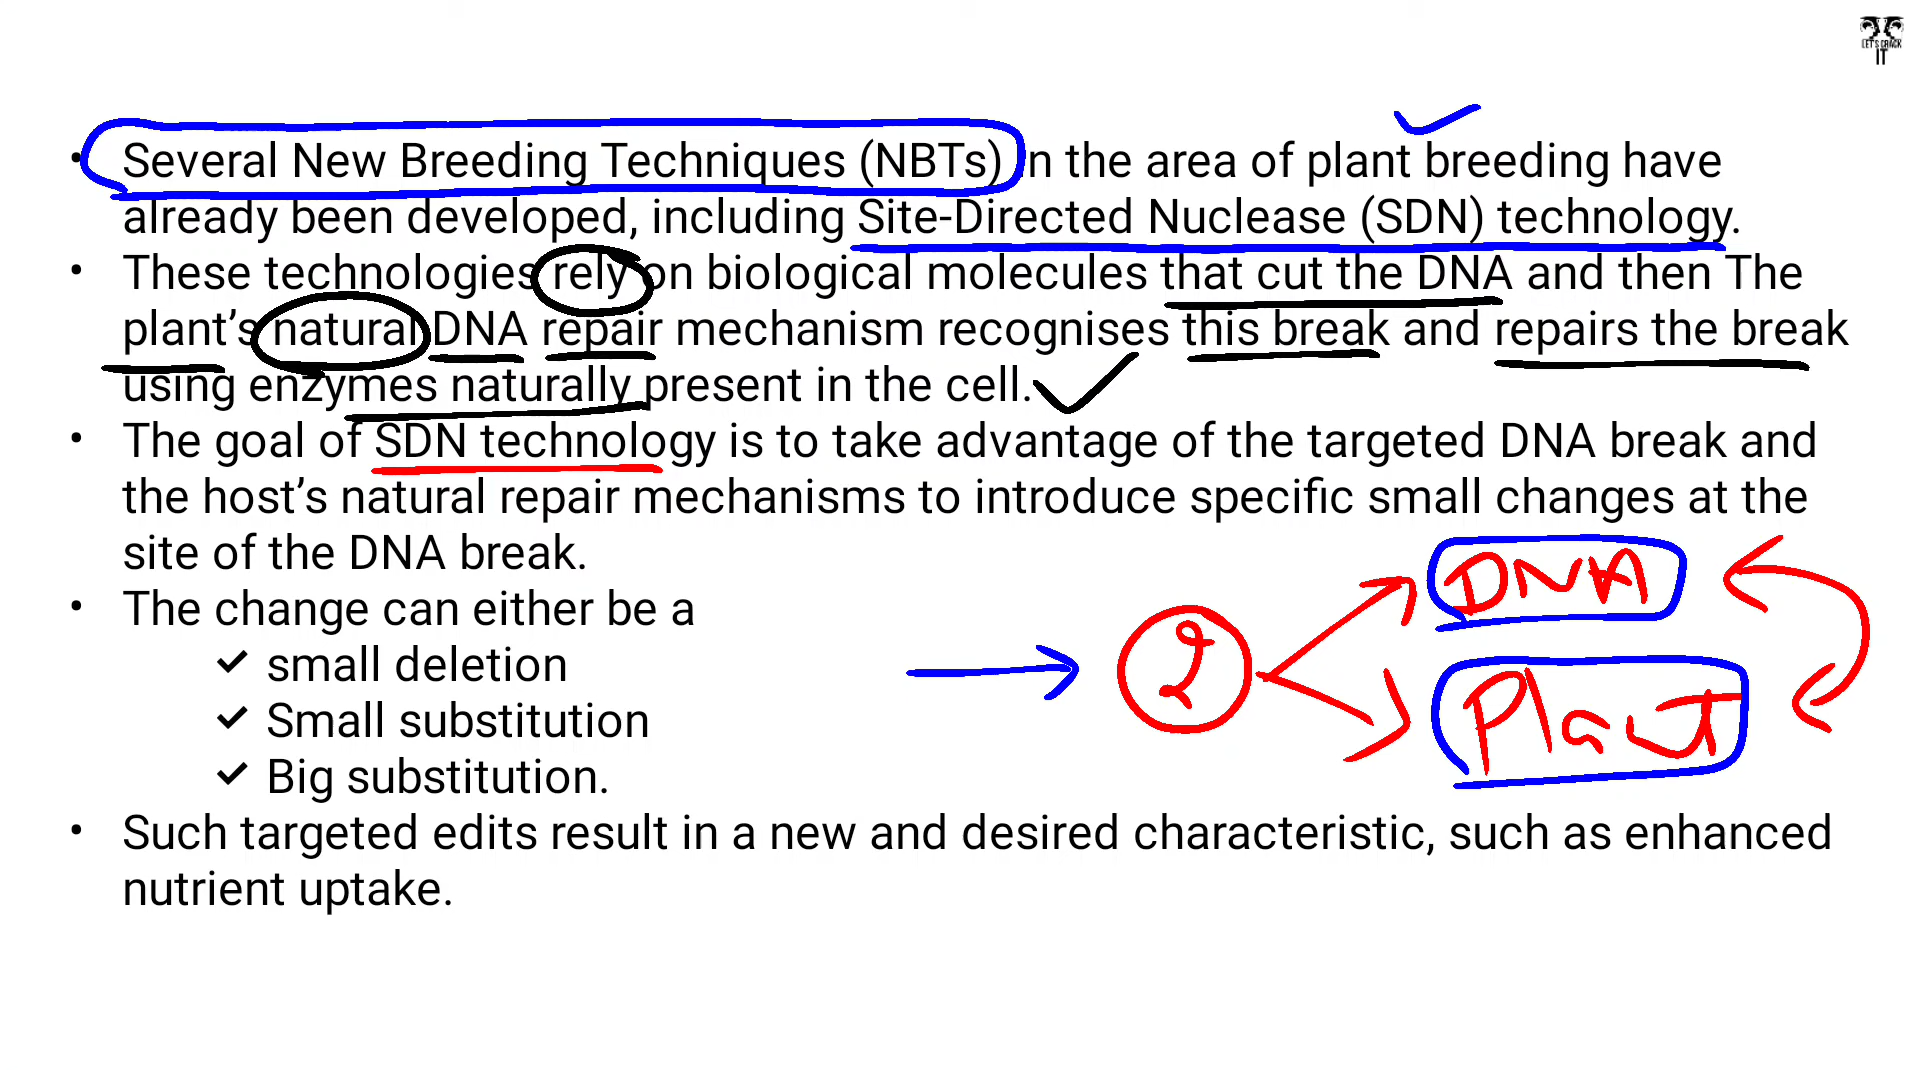 LET'S CRACK
IT
• Several New Breeding Techniques (NBTs) in the area of plant breeding have
already been developed, including Site-Directed Nuclease (SDN) technology.
• These technologies rely on biological molecules that cut the DNA and then The
plant’s natural DNA repair mechanism recognises this break and repairs the break
using enzymes naturally present in the cell.
• The goal of SDN technology is to take advantage of the targeted DNA break and
the host’s natural repair mechanisms to introduce specific small changes at the
site of the DNA break.
• The change can either be a
✓ small deletion
✓ Small substitution
✓ Big substitution.
2
DNA
Plant
• Such targeted edits result in a new and desired characteristic, such as enhanced
nutrient uptake.